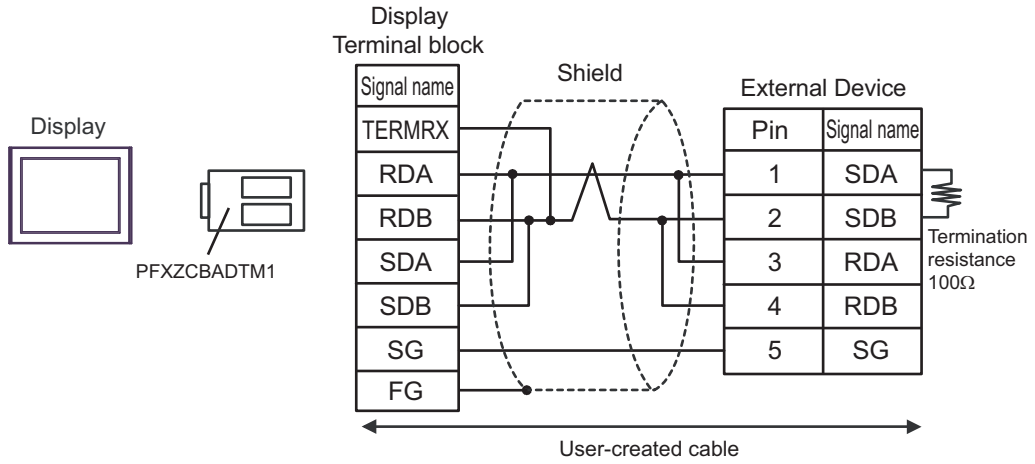 Display
PFXZCBADTM1
Display
Terminal block
Signal name
TERMRX
RDA
RDB
SDA
SDB
SG
FG
Shield
External Device
Pin Signal name
1 SDA
2 SDB
3 RDA
4 RDB
5 SG
Termination
resistance
100Ω
User-created cable